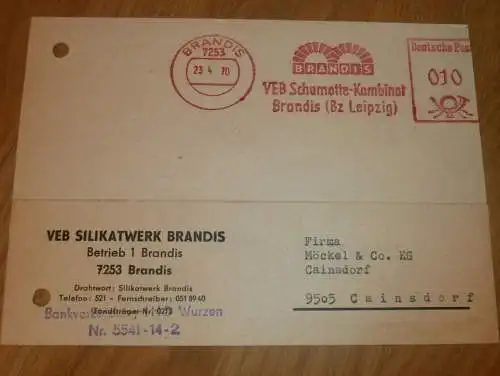 BRANDIS
7253
23 4 70
BRANDIS
VEB Schamotte-Kombinat
Brandis (Bz Leipzig)
Deutsche Post
010
VEB SILIKATWERK BRANDIS
Betrieb 1 Brandis
7253 Brandis
Drahtwort: Silikatwerk Brandis
Telefon: 521 - Fernschreiber: 051 8940
Bankver Wurzen
Nr. 5541-14-2
Firma
Möckel & Co. KG
Cainsdorf
9505 Cainsdorf